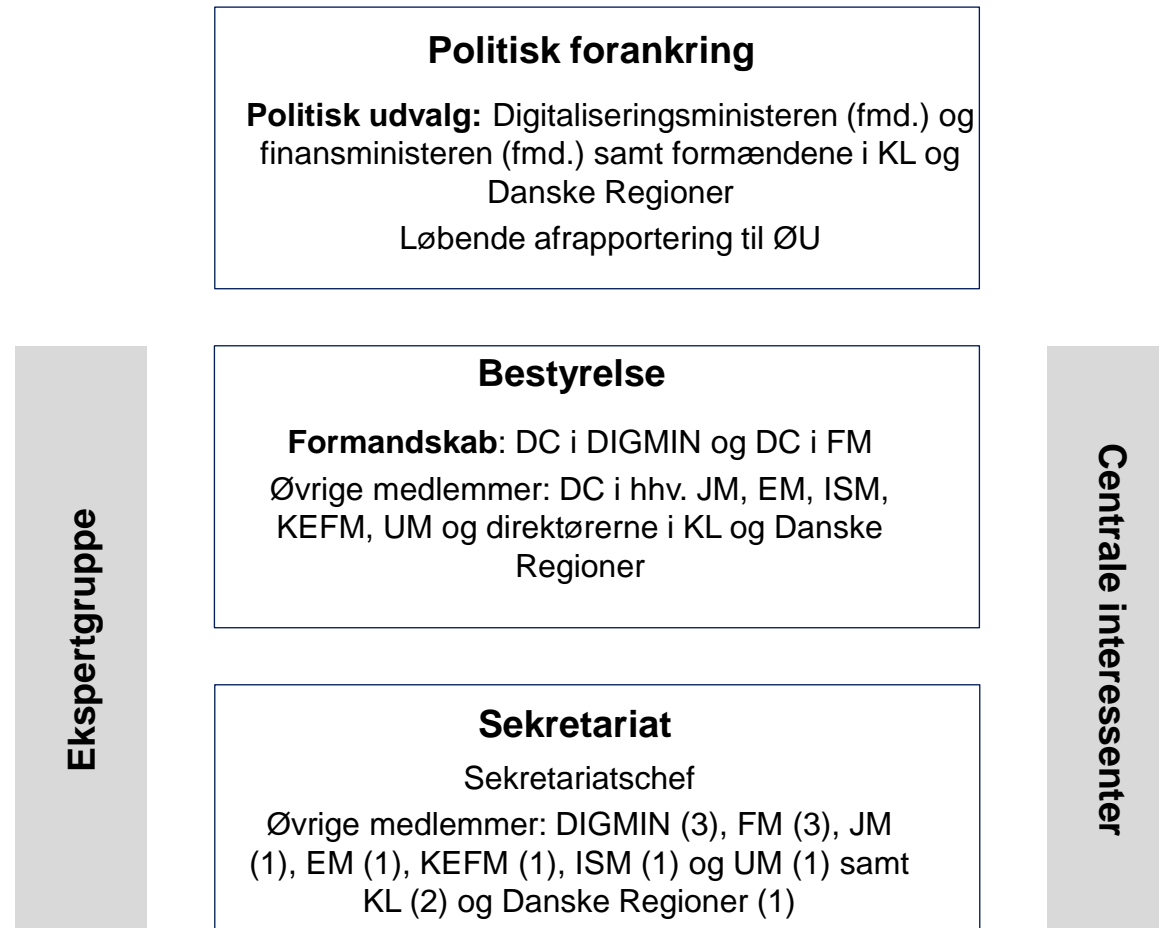 Politisk forankring
Politisk udvalg: Digitaliseringsministeren (fmd.) og
finansministeren (fmd.) samt formændene i KL og
Danske Regioner
Løbende afrapportering til ØU
Ekspertgruppe
Bestyrelse
Formandskab: DC i DIGMIN og DC i FM
Øvrige medlemmer: DC i hhv. JM, EM, ISM,
KEFM, UM og direktørerne i KL og Danske
Regioner
Sekretariat
Sekretariatschef
Øvrige medlemmer: DIGMIN (3), FM (3), JM
(1), EM (1), KEFM (1), ISM (1) og UM (1) samt
KL (2) og Danske Regioner (1)
Centrale interessenter